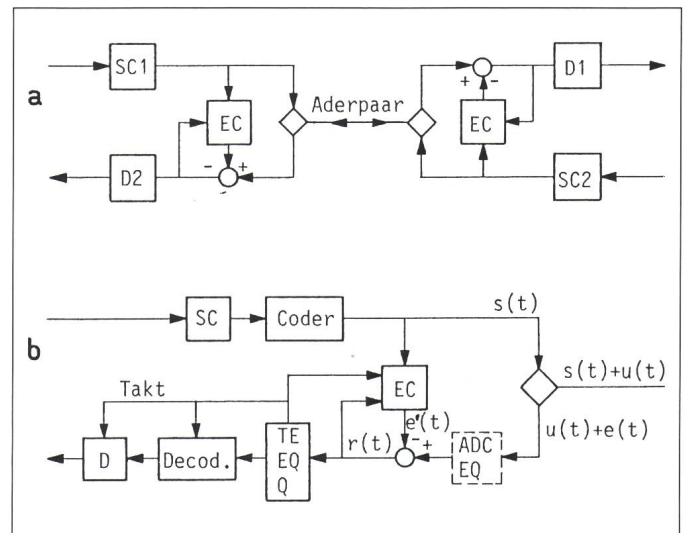 a
SC1
EC
D2
- +
Aderpaar
+ -
EC
D1
SC2
b
SC
Coder
s(t)
EC
s(t)+u(t)
Takt
e'(t)
u(t)+e(t)
D
Decod.
TE
EQ
Q
r(t)
- +
ADC
EQ